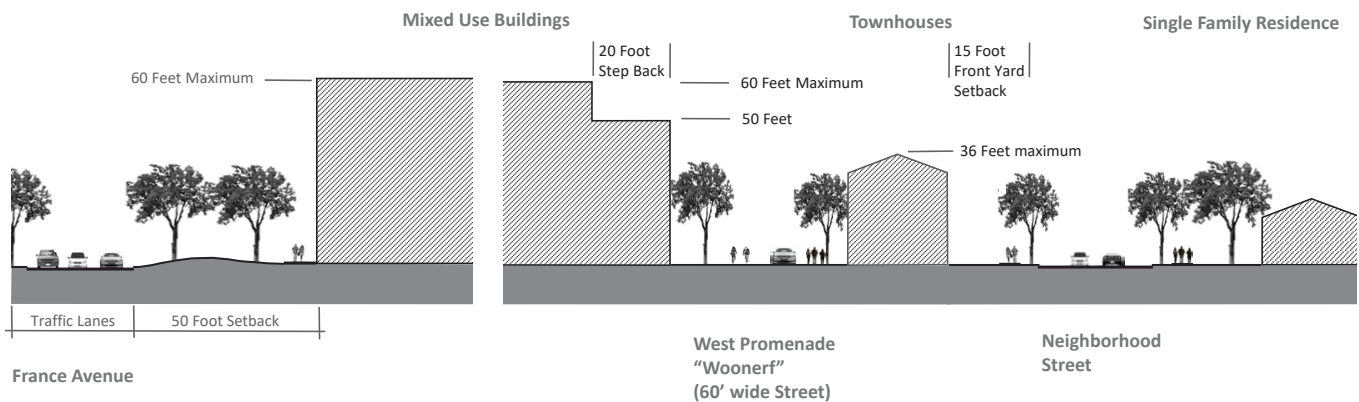 Mixed Use Buildings
Townhouses
Single Family Residence
20 Foot
Step Back
15 Foot
Front Yard
Setback
60 Feet Maximum
60 Feet Maximum
50 Feet
36 Feet maximum
Traffic Lanes
50 Foot Setback
France Avenue
West Promenade
“Woonerf”
(60’ wide Street)
Neighborhood
Street